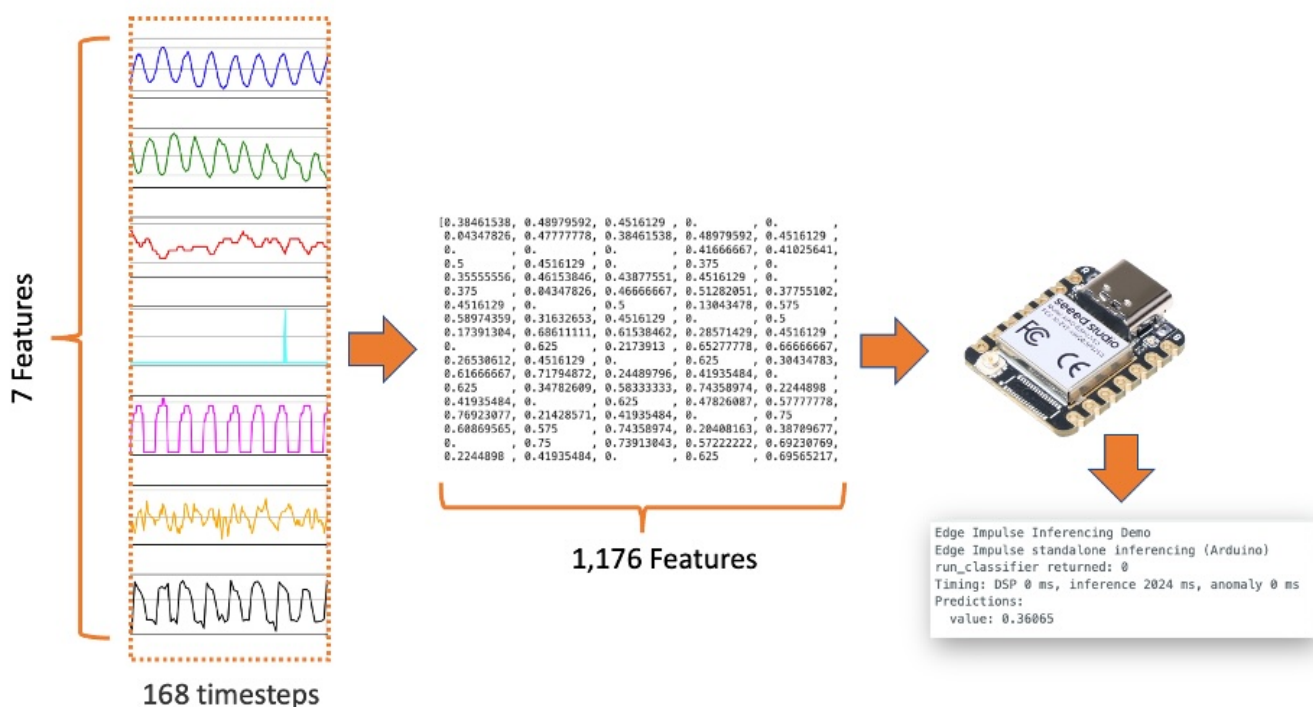 7 Features
168 timesteps
[0.38461538, 0.48979592, 0.4516129 , 0. , 0. ,
0.04347826, 0.47777778, 0.38461538, 0.48979592, 0.4516129 ,
0. , 0. , 0. , 0.41666667, 0.41025641,
0.5 , 0.4516129 , 0. , 0.375 , 0. ,
0.35555556, 0.46153846, 0.43877551, 0.4516129 , 0. ,
0.375 , 0.04347826, 0.46666667, 0.51282051, 0.37755102,
0.4516129 , 0. , 0.5 , 0.13043478, 0.575 ,
0.58974359, 0.31632653, 0.4516129 , 0. , 0.5 ,
0.17391304, 0.68611111, 0.61538462, 0.28571429, 0.4516129 ,
0. , 0.625 , 0.2173913 , 0.65277778, 0.66666667,
0.26530612, 0.4516129 , 0. , 0.625 , 0.30434783,
0.61666667, 0.71794872, 0.24489796, 0.41935484, 0. ,
0.625 , 0.34782609, 0.58333333, 0.74358974, 0.2244898 ,
0.41935484, 0. , 0.625 , 0.47826087, 0.57777778,
0.76923077, 0.21428571, 0.41935484, 0. , 0.75 ,
0.60869565, 0.575 , 0.74358974, 0.20408163, 0.38709677,
0. , 0.75 , 0.73913043, 0.57222222, 0.69230769,
0.2244898 , 0.41935484, 0. , 0.625 , 0.69565217,
1,176 Features
seeed studio
FC CE
R
B
Edge Impulse Inferencing Demo
Edge Impulse standalone inferencing (Arduino)
run_classifier returned: 0
Timing: DSP 0 ms, inference 2024 ms, anomaly 0 ms
Predictions:
value: 0.36065